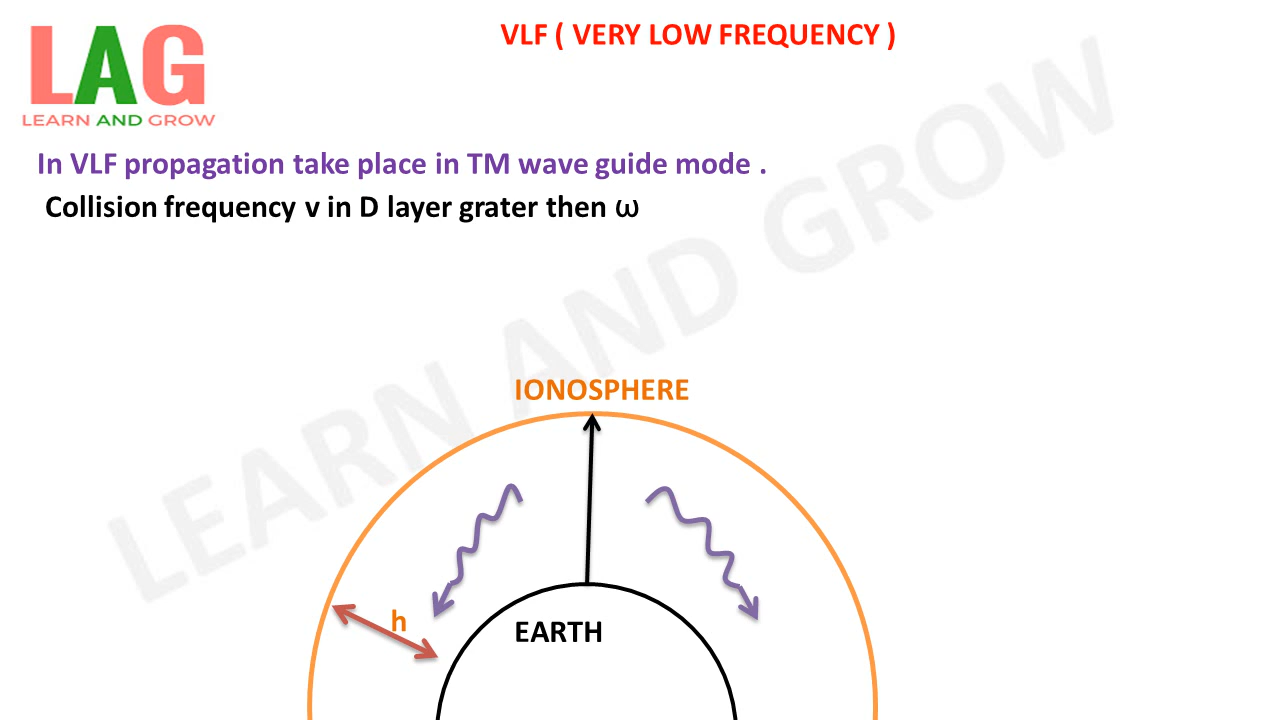 VLF ( VERY LOW FREQUENCY )
LAG
LEARN AND GROW
In VLF propagation take place in TM wave guide mode .
Collision frequency v in D layer grater then ω
LEARN AND GROW
IONOSPHERE
h
EARTH